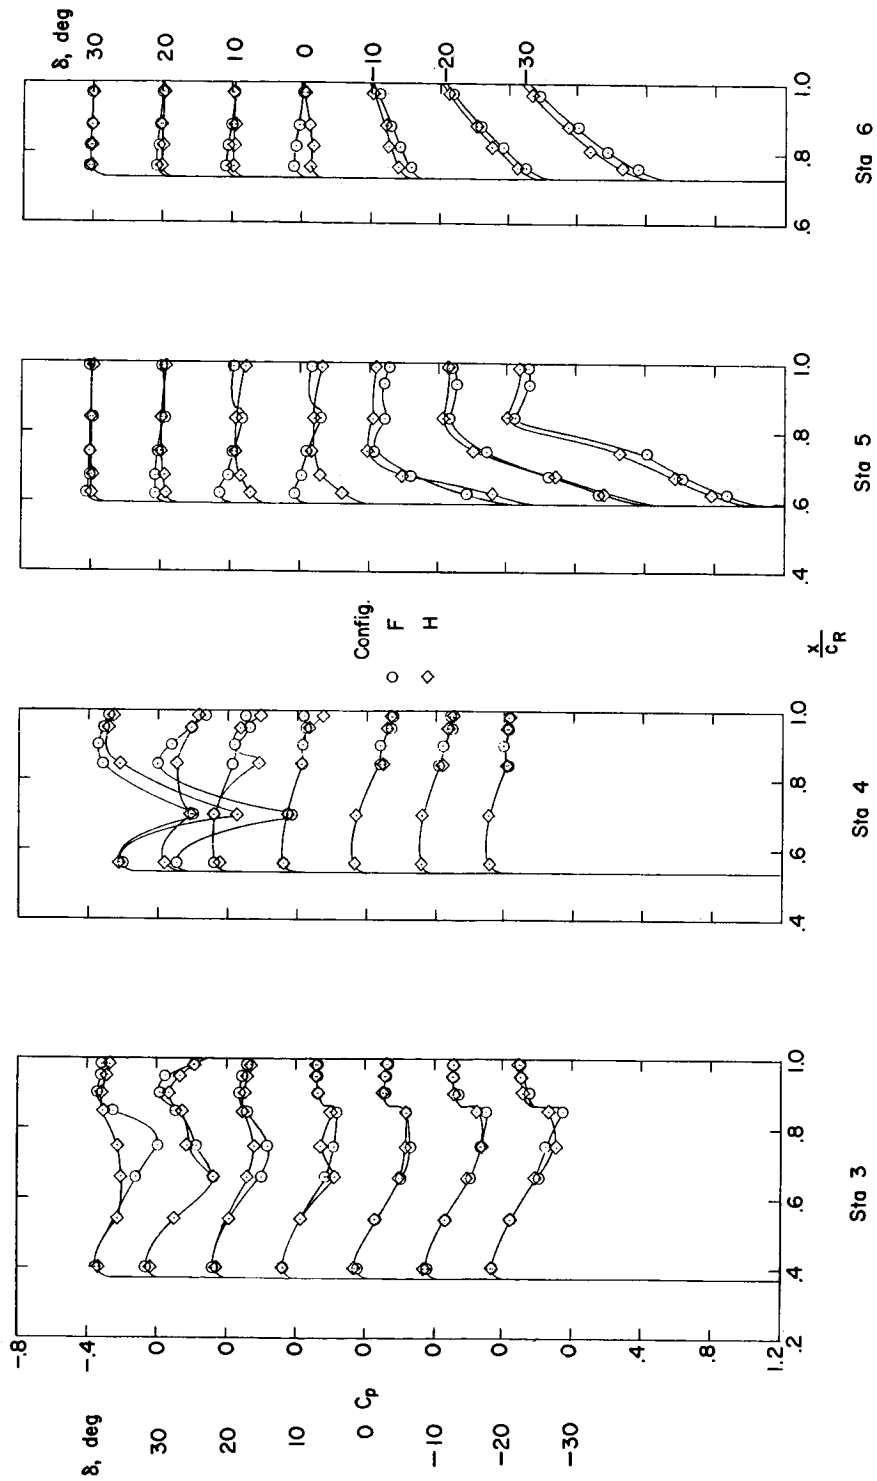 -.8
δ, deg
-.4
30 0
20 0
10 0
0 Cp 0
-10 0
-20 0
-30 0
.4
.8
1.2
.2 .4 .6 .8 1.0
Sta 3
.4 .6 .8 1.0
Sta 4
Config.
F
H
x
cR
.4 .6 .8 1.0
Sta 5
.6 .8 1.0
Sta 6
δ, deg
30
20
10
0
-10
-20
-30